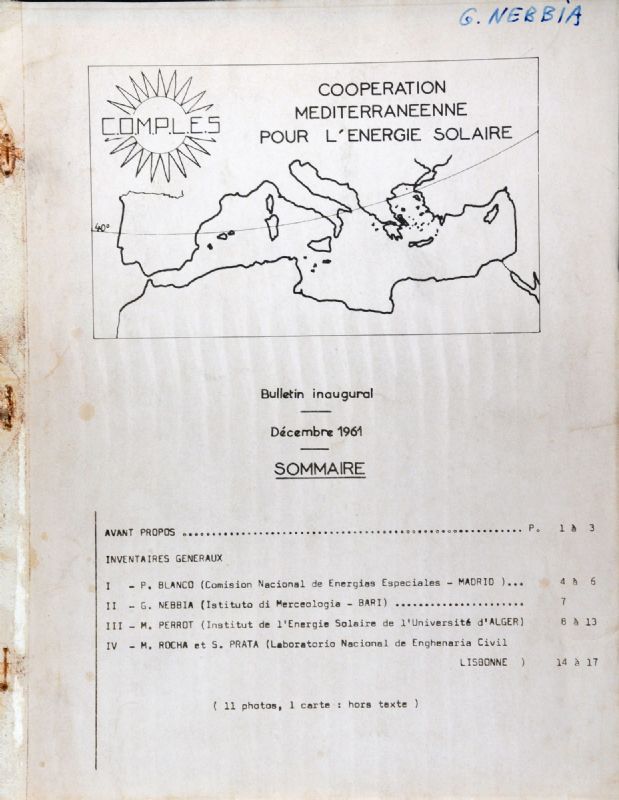 G. NEBBIA
C.O.M.P.L.E.S
COOPERATION
MEDITERRANEENNE
POUR L'ENERGIE SOLAIRE
40°
Bulletin inaugural
Décembre 1961
SOMMAIRE
AVANT PROPOS ............................................................ P. 1 à 3
INVENTAIRES GENERAUX
I - P. BLANCO (Comision Nacional de Energias Especiales - MADRID )... 4 à 6
II - G. NEBBIA (Istituto di Merceologia - BARI) ...................... 7
III - M. PERROT (Institut de l'Energie Solaire de l'Université d'ALGER) 8 à 13
IV - M. ROCHA et S. PRATA (Laboratorio Nacional de Enghenaria Civil
LISBONNE ) 14 à 17
( 11 photos, 1 carte : hors texte )